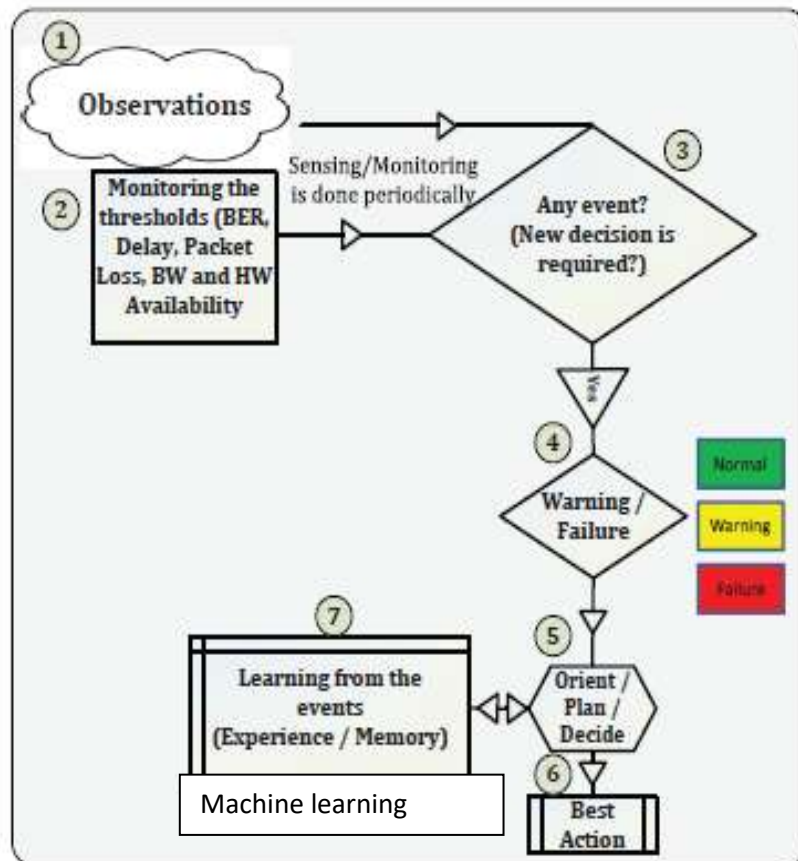 1
Observations
2
Monitoring the
thresholds (BER,
Delay, Packet
Loss, BW and HW
Availability
Sensing/Monitoring
is done periodically
3
Any event?
(New decision is
required?)
Yes
4
Warning /
Failure
Normal
Warning
Failure
5
Orient /
Plan /
Decide
7
Learning from the
events
(Experience / Memory)
Machine learning
6
Best
Action